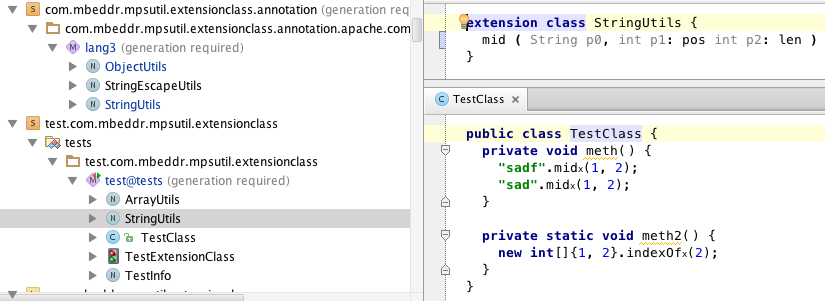 com.mbeddr.mpsutil.extensionclass.annotation (generation req
com.mbeddr.mpsutil.extensionclass.annotation.apache.com
lang3 (generation required)
ObjectUtils
StringEscapeUtils
StringUtils
test.com.mbeddr.mpsutil.extensionclass
tests
test.com.mbeddr.mpsutil.extensionclass
test@tests (generation required)
ArrayUtils
StringUtils
TestClass
TestExtensionClass
TestInfo
extension class StringUtils {
mid ( String p0, int p1: pos int p2: len )
}
TestClass ×
public class TestClass {
private void meth() {
"sadf".midx(1, 2);
"sad".midx(1, 2);
}
private static void meth2() {
new int[]{1, 2}.indexOfx(2);
}
}